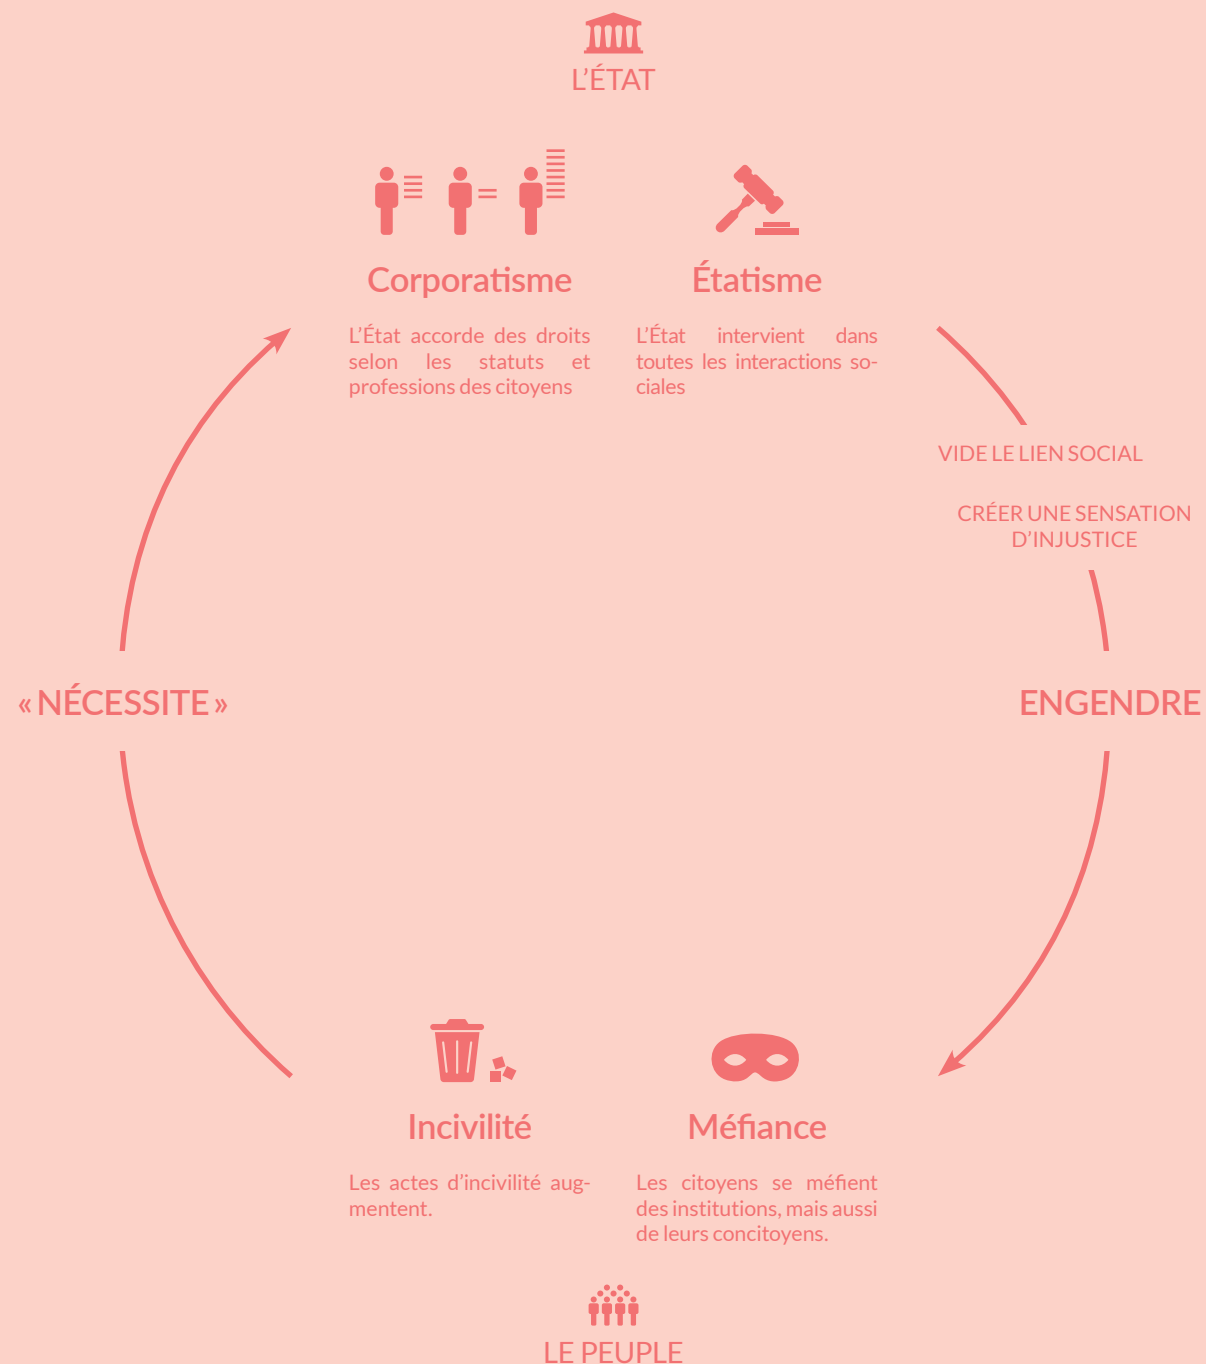 L’ÉTAT
Corporatisme
L’État accorde des droits
selon les statuts et
professions des citoyens
Étatisme
L’État intervient dans
toutes les interactions so-
ciales
VIDE LE LIEN SOCIAL
CRÉER UNE SENSATION
D’INJUSTICE
« NÉCESSITE »
ENGENDRE
Incivilité
Les actes d’incivilité aug-
mentent.
Méfiance
Les citoyens se méfient
des institutions, mais aussi
de leurs concitoyens.
LE PEUPLE